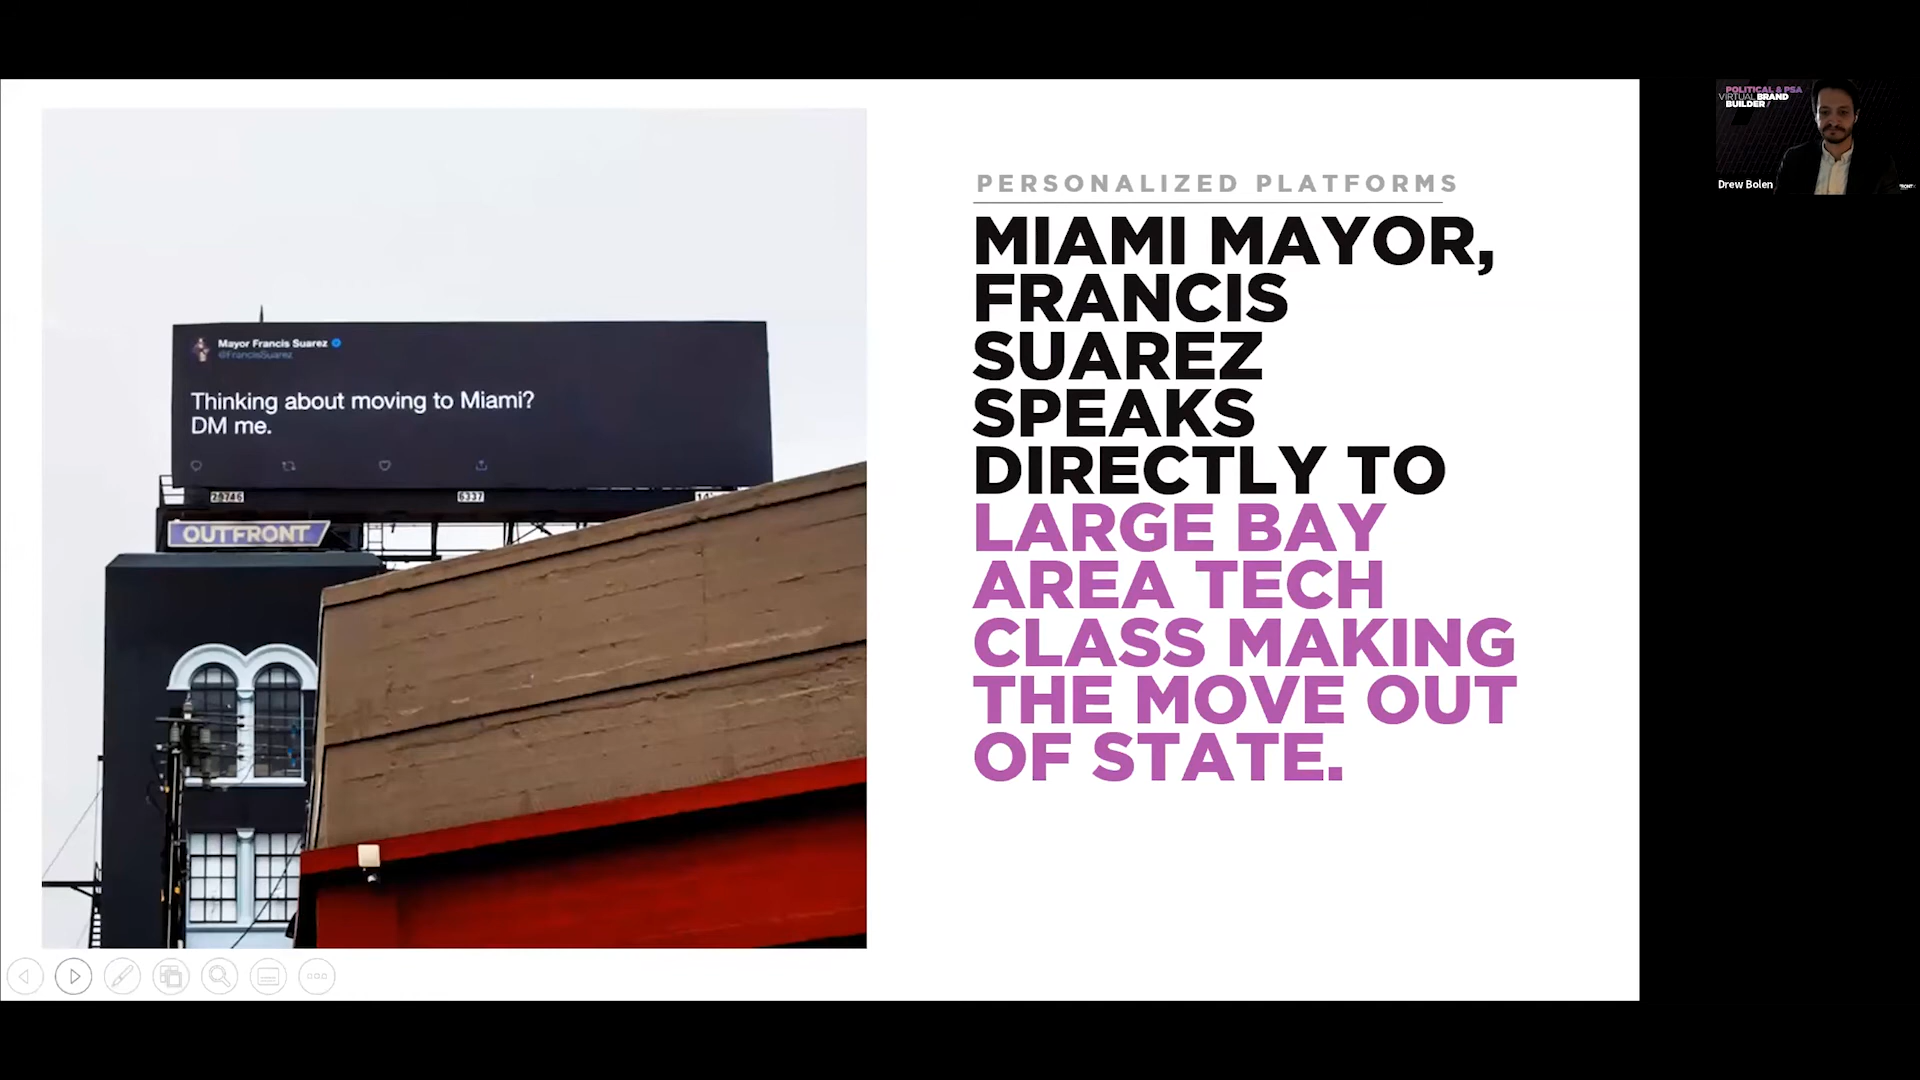 POLITICAL & PSA
VIRTUAL BRAND
BUILDER /
Drew Bolen
Mayor Francis Suarez
@FrancisSuarez
Thinking about moving to Miami?
DM me.
6337
OUTFRONT
PERSONALIZED PLATFORMS
MIAMI MAYOR,
FRANCIS
SUAREZ
SPEAKS
DIRECTLY TO
LARGE BAY
AREA TECH
CLASS MAKING
THE MOVE OUT
OF STATE.